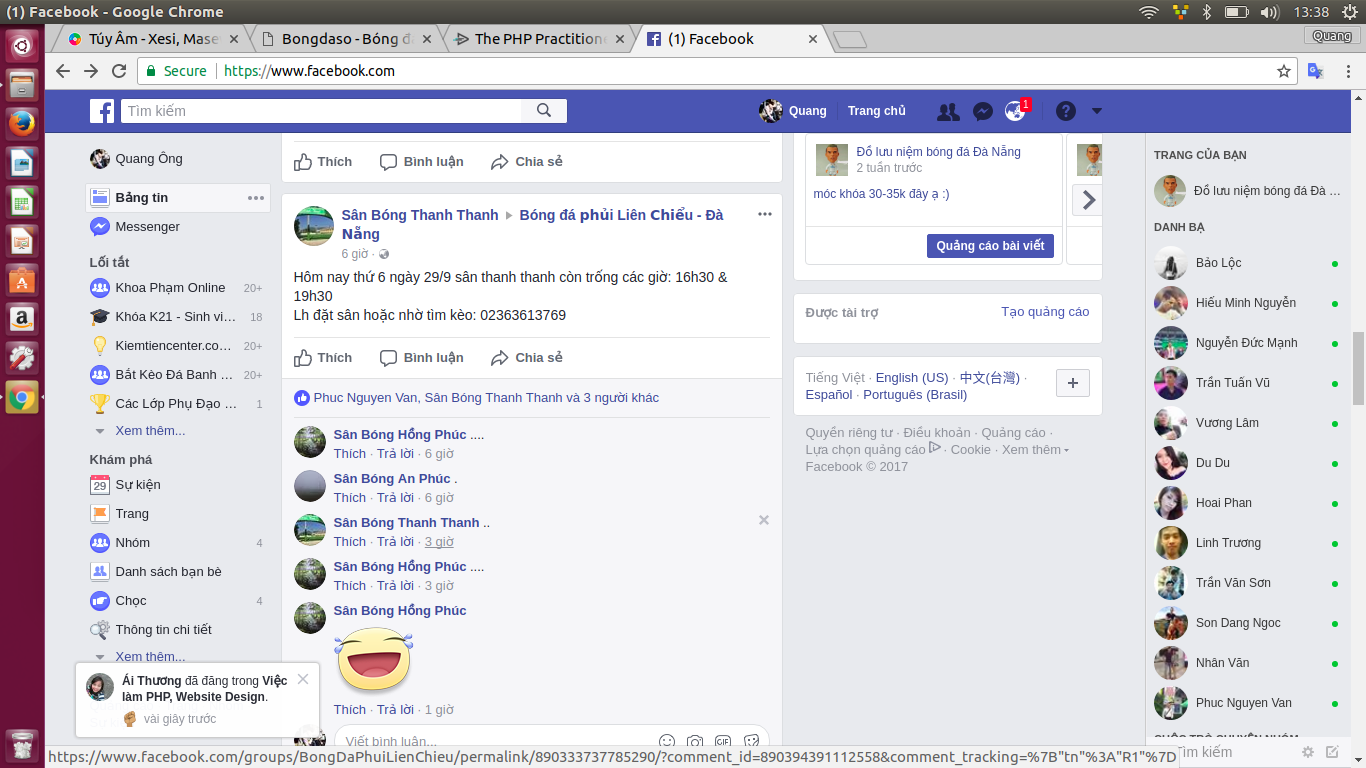 (1) Facebook - Google Chrome
13:38
Túy Âm - Xesi, Mase
Bongdaso - Bóng đ
The PHP Practition
(1) Facebook
Quang
Secure
https://www.facebook.com
Tìm kiếm
Quang
Trang chủ
1
Quang Ông
Bảng tin
Messenger
Lối tắt
Khoa Phạm Online 20+
Khóa K21 - Sinh vi... 18
Kiemtiencenter.co... 20+
Bắt Kèo Đá Banh ... 20+
Các Lớp Phụ Đạo ... 1
Xem thêm...
Khám phá
29 Sự kiện
Trang
Nhóm 4
Danh sách bạn bè
Chọc 4
Thông tin chi tiết
Xem thêm...
Ái Thương đã đăng trong Việc
làm PHP, Website Design.
vài giây trước
Thích Bình luận Chia sẻ
Sân Bóng Thanh Thanh Bóng đá phủi Liên Chiểu - Đà
Nẵng
6 giờ ·
Hôm nay thứ 6 ngày 29/9 sân thanh thanh còn trống các giờ: 16h30 &
19h30
Lh đặt sân hoặc nhờ tìm kèo: 02363613769
Thích Bình luận Chia sẻ
Phuc Nguyen Van, Sân Bóng Thanh Thanh và 3 người khác
Sân Bóng Hồng Phúc ....
Thích · Trả lời · 6 giờ
Sân Bóng An Phúc .
Thích · Trả lời · 6 giờ
Sân Bóng Thanh Thanh ..
Thích · Trả lời · 3 giờ
Sân Bóng Hồng Phúc ....
Thích · Trả lời · 3 giờ
Sân Bóng Hồng Phúc
Thích · Trả lời · 1 giờ
Viết bình luận...
GIF
Đồ lưu niệm bóng đá Đà Nẵng
2 tuần trước
móc khóa 30-35k đây ạ :)
Quảng cáo bài viết
Được tài trợ
Tạo quảng cáo
Tiếng Việt · English (US) · 中文(台灣) ·
Español · Português (Brasil)
Quyền riêng tư · Điều khoản · Quảng cáo ·
Lựa chọn quảng cáo · Cookie · Xem thêm
Facebook © 2017
TRANG CỦA BẠN
Đồ lưu niệm bóng đá Đà ...
DANH BẠ
Bảo Lộc
Hiếu Minh Nguyễn
Nguyễn Đức Mạnh
Trần Tuấn Vũ
Vương Lâm
Du Du
Hoai Phan
Linh Trương
Trần Văn Sơn
Son Dang Ngoc
Nhân Văn
Phuc Nguyen Van
CUỘC TRÒ CHUYỆN NHÓM
Tìm kiếm
https://www.facebook.com/groups/BongDaPhuiLienChieu/permalink/890333737785290/?comment_id=890394391112558&comment_tracking=%7B"tn"%3A"R1"%7D